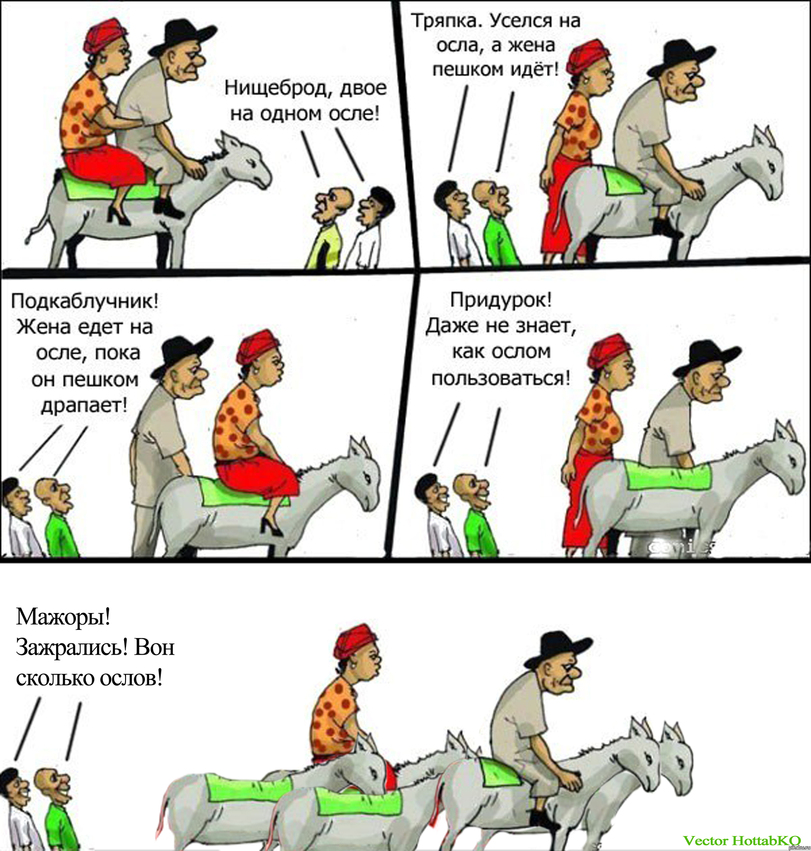 Нищеброд, двое
на одном осле!
Тряпка. Уселся на
осла, а жена
пешком идёт!
Подкаблучник!
Жена едет на
осле, пока
он пешком
драпает!
Придурок!
Даже не знает,
как ослом
пользоваться!
comics
Мажоры!
Зажрались! Вон
сколько ослов!
Vector HottabKO